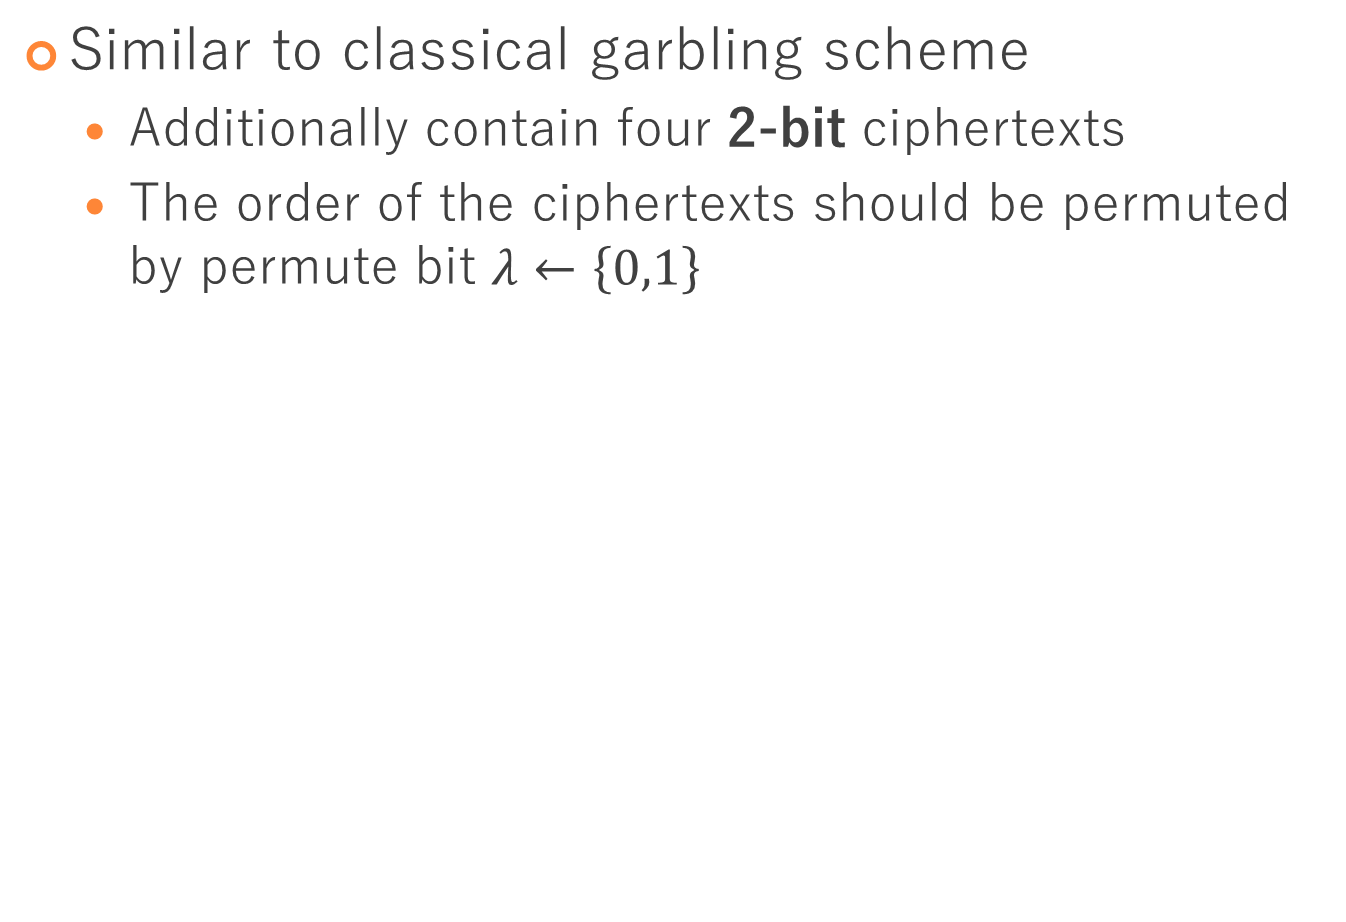 Similar to classical garbling scheme
Additionally contain four 2-bit ciphertexts
The order of the ciphertexts should be permuted
by permute bit λ ← {0,1}